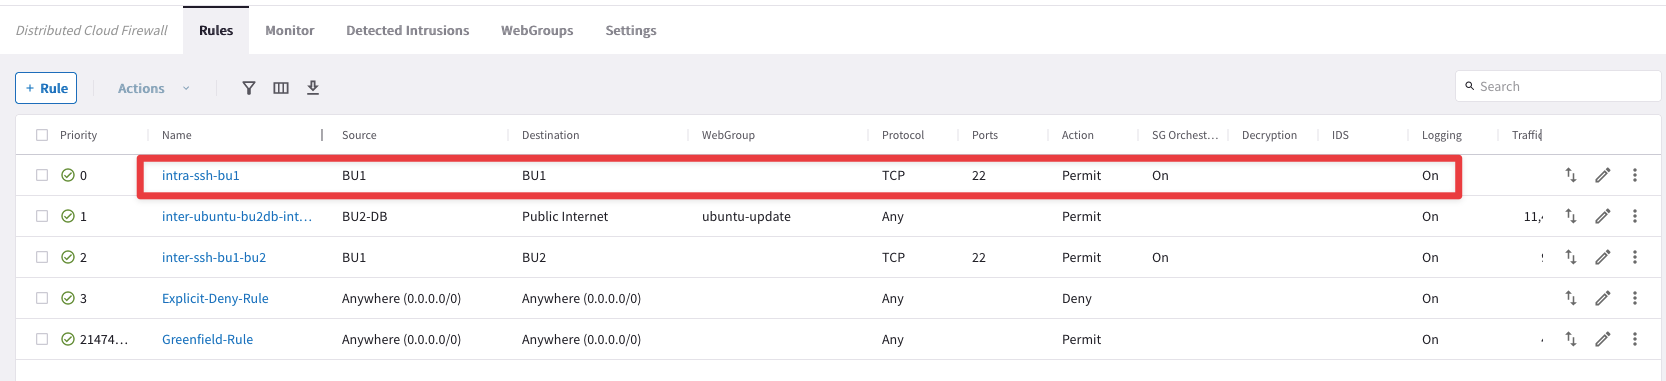 Distributed Cloud Firewall Rules Monitor Detected Intrusions WebGroups Settings
+ Rule Actions Search
Priority Name Source Destination WebGroup Protocol Ports Action SG Orchest... Decryption IDS Logging Traffic
0 intra-ssh-bu1 BU1 BU1 TCP 22 Permit On On
1 inter-ubuntu-bu2db-int... BU2-DB Public Internet ubuntu-update Any Permit On 11,
2 inter-ssh-bu1-bu2 BU1 BU2 TCP 22 Permit On On
3 Explicit-Deny-Rule Anywhere (0.0.0.0/0) Anywhere (0.0.0.0/0) Any Deny On
21474... Greenfield-Rule Anywhere (0.0.0.0/0) Anywhere (0.0.0.0/0) Any Permit On